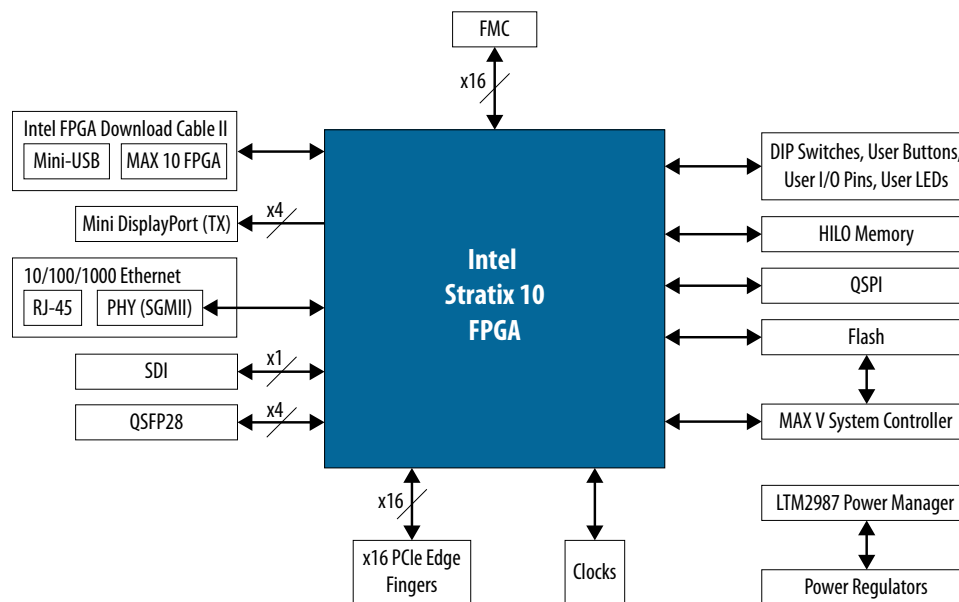 FMC
x16
Intel FPGA Download Cable II
Mini-USB
MAX 10 FPGA
Mini DisplayPort (TX)
x4
10/100/1000 Ethernet
RJ-45
PHY (SGMII)
SDI
x1
QSFP28
x4
Intel
Stratix 10
FPGA
DIP Switches, User Buttons,
User I/O Pins, User LEDs
HILO Memory
QSPI
Flash
MAX V System Controller
x16
x16 PCIe Edge
Fingers
Clocks
LTM2987 Power Manager
Power Regulators